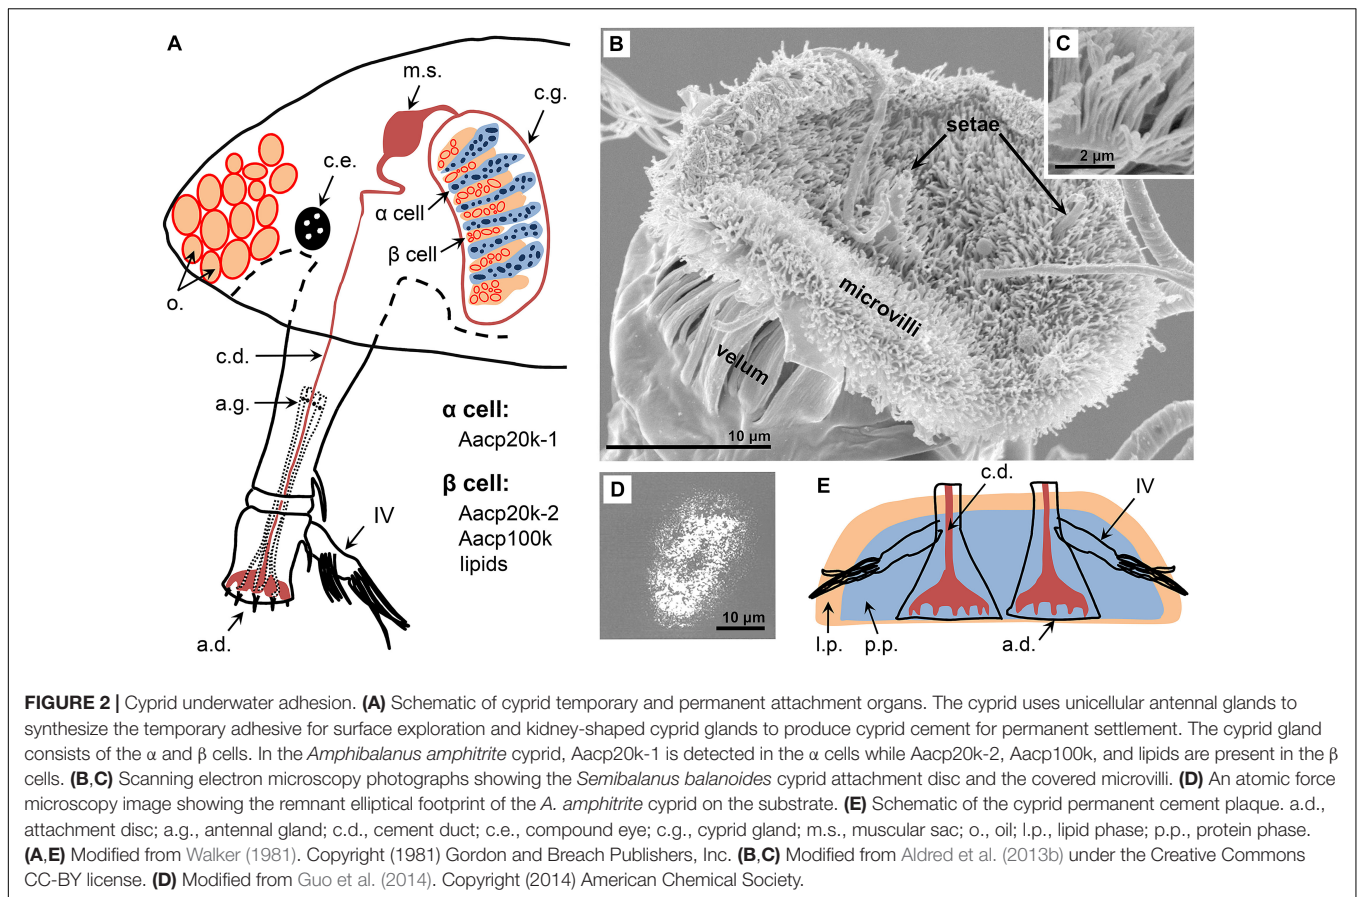 A
m.s.
c.g.
c.e.
α cell
β cell
o.
c.d.
a.g.
IV
a.d.
α cell:
Aacp20k-1
β cell:
Aacp20k-2
Aacp100k
lipids
B
setae
microvilli
velum
10 µm
C
2 µm
D
10 µm
E
c.d.
IV
l.p.
p.p.
a.d.
FIGURE 2 | Cyprid underwater adhesion. (A) Schematic of cyprid temporary and permanent attachment organs. The cyprid uses unicellular antennal glands to
synthesize the temporary adhesive for surface exploration and kidney-shaped cyprid glands to produce cyprid cement for permanent settlement. The cyprid gland
consists of the α and β cells. In the Amphibalanus amphitrite cyprid, Aacp20k-1 is detected in the α cells while Aacp20k-2, Aacp100k, and lipids are present in the β
cells. (B,C) Scanning electron microscopy photographs showing the Semibalanus balanoides cyprid attachment disc and the covered microvilli. (D) An atomic force
microscopy image showing the remnant elliptical footprint of the A. amphitrite cyprid on the substrate. (E) Schematic of the cyprid permanent cement plaque. a.d.,
attachment disc; a.g., antennal gland; c.d., cement duct; c.e., compound eye; c.g., cyprid gland; m.s., muscular sac; o., oil; l.p., lipid phase; p.p., protein phase.
(A,E) Modified from Walker (1981). Copyright (1981) Gordon and Breach Publishers, Inc. (B,C) Modified from Aldred et al. (2013b) under the Creative Commons
CC-BY license. (D) Modified from Guo et al. (2014). Copyright (2014) American Chemical Society.